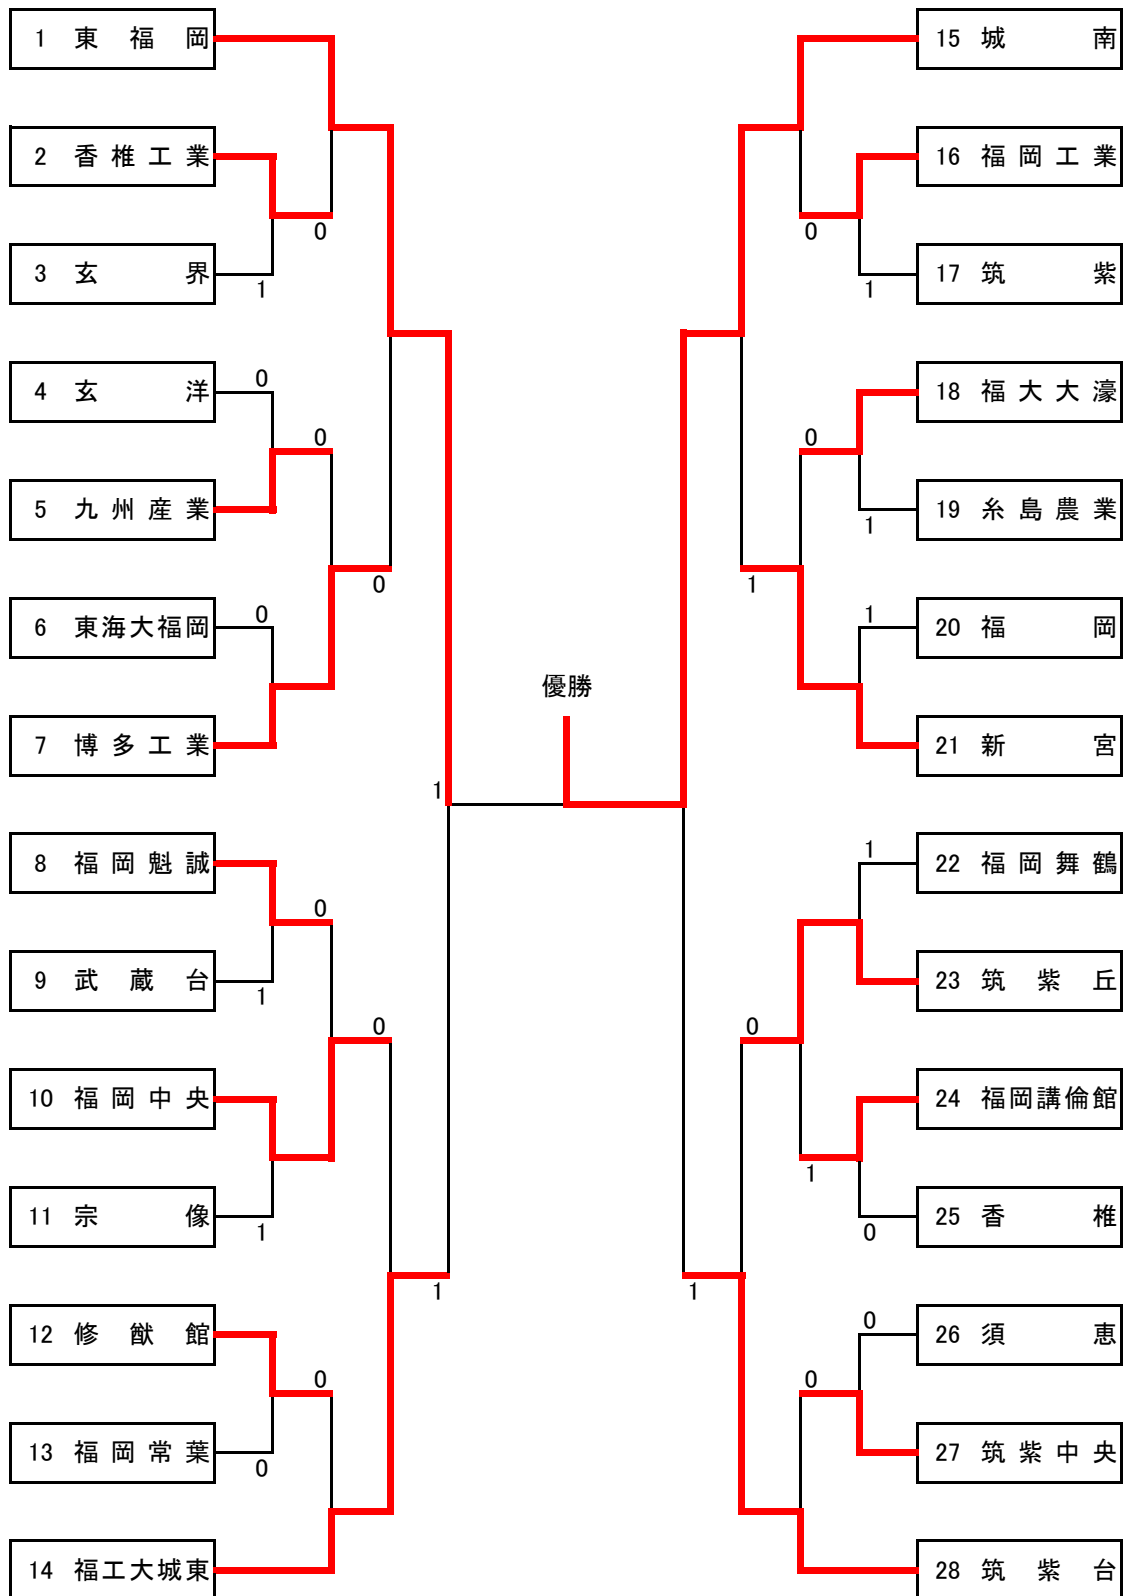 1 東福岡
0
2 香椎工業
1
3 玄界
0
4 玄洋
0
5 九州産業
0
6 東海大福岡
0
7 博多工業
1
8 福岡魁誠
0
9 武蔵台
1
0
10 福岡中央
11 宗像
1
1
12 修猷館
0
13 福岡常葉
0
14 福工大城東
優勝
15 城南
16 福岡工業
0
17 筑紫
1
18 福大大濠
0
19 糸島農業
1
1
20 福岡
1
21 新宮
22 福岡舞鶴
1
23 筑紫丘
0
24 福岡講倫館
1
25 香椎
0
1
26 須恵
0
0
27 筑紫中央
28 筑紫台